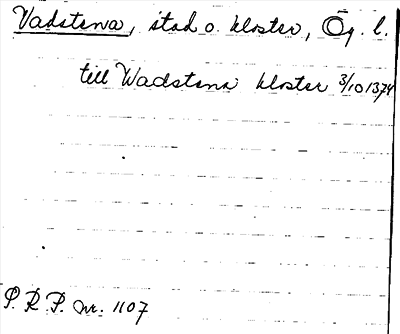 Vadstena, stad o. kloster, Ög. l.
till Wadstena kloster 3/10 1374
P. R. P. nr. 1107